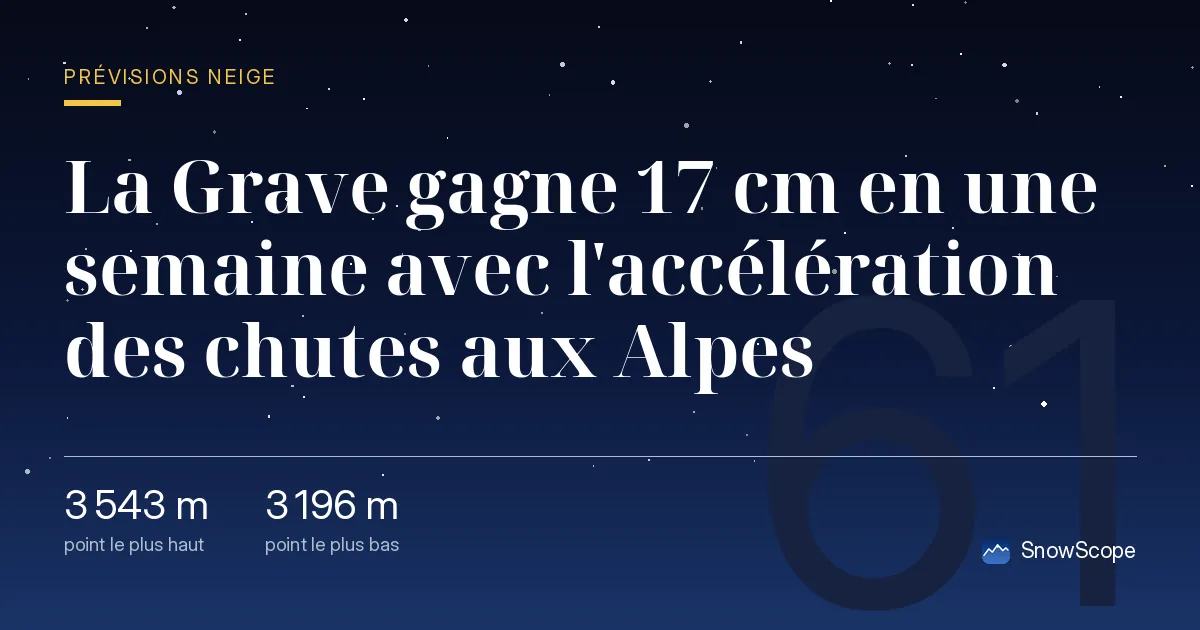 PRÉVISIONS NEIGE
La Grave gagne 17 cm en une
semaine avec l'accélération
des chutes aux Alpes
61
3 543 m
point le plus haut
3 196 m
point le plus bas
SnowScope